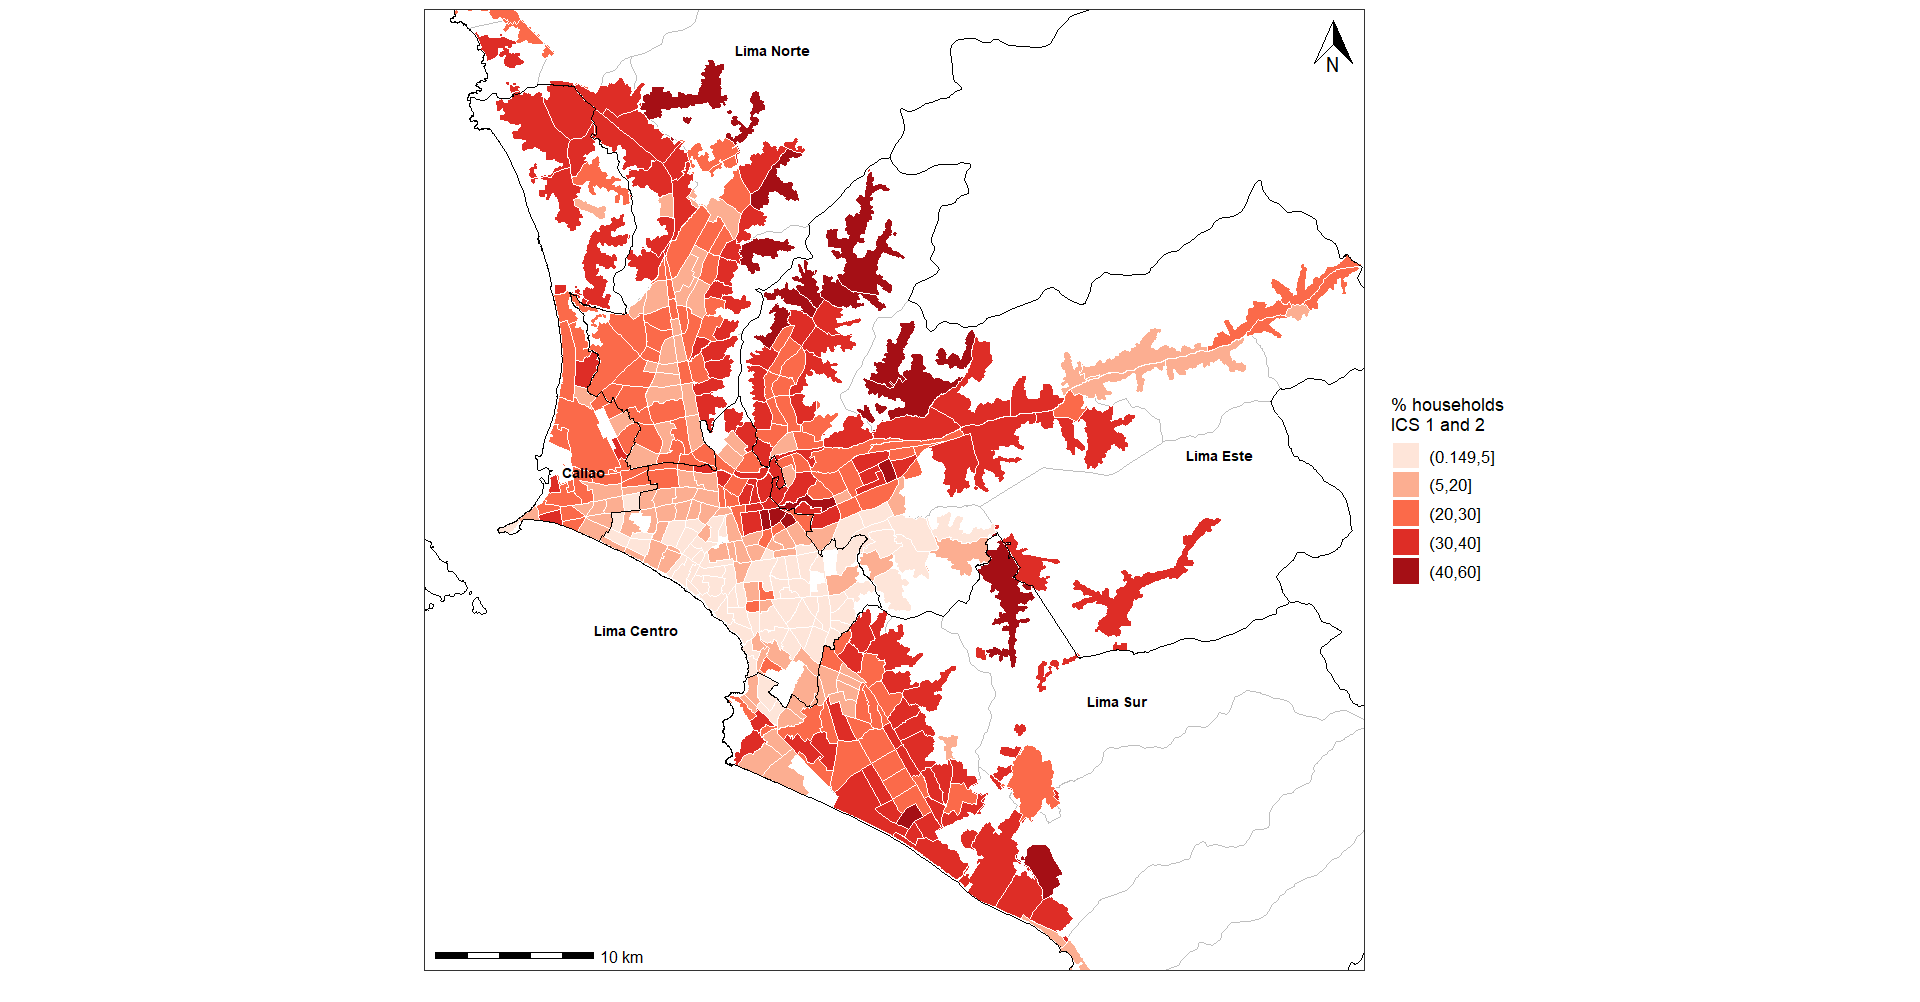 Lima Norte
N
% households
ICS 1 and 2
(0.149,5]
(5,20]
(20,30]
(30,40]
(40,60]
Lima Este
Callao
Lima Centro
Lima Sur
10 km